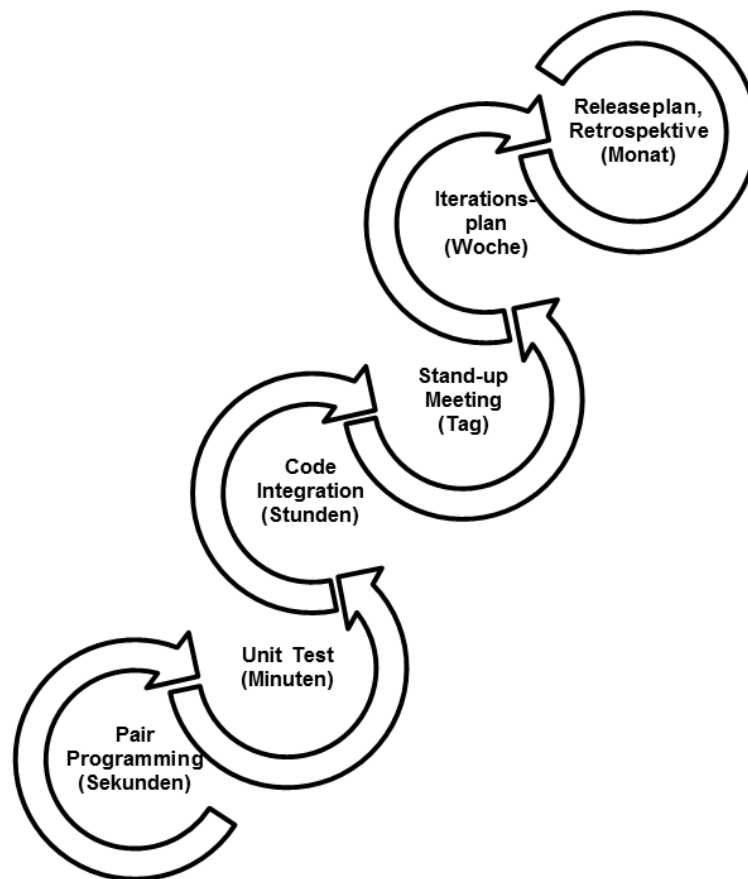 Releaseplan,
Retrospektive
(Monat)
Iterations-
plan
(Woche)
Stand-up
Meeting
(Tag)
Code
Integration
(Stunden)
Unit Test
(Minuten)
Pair
Programming
(Sekunden)